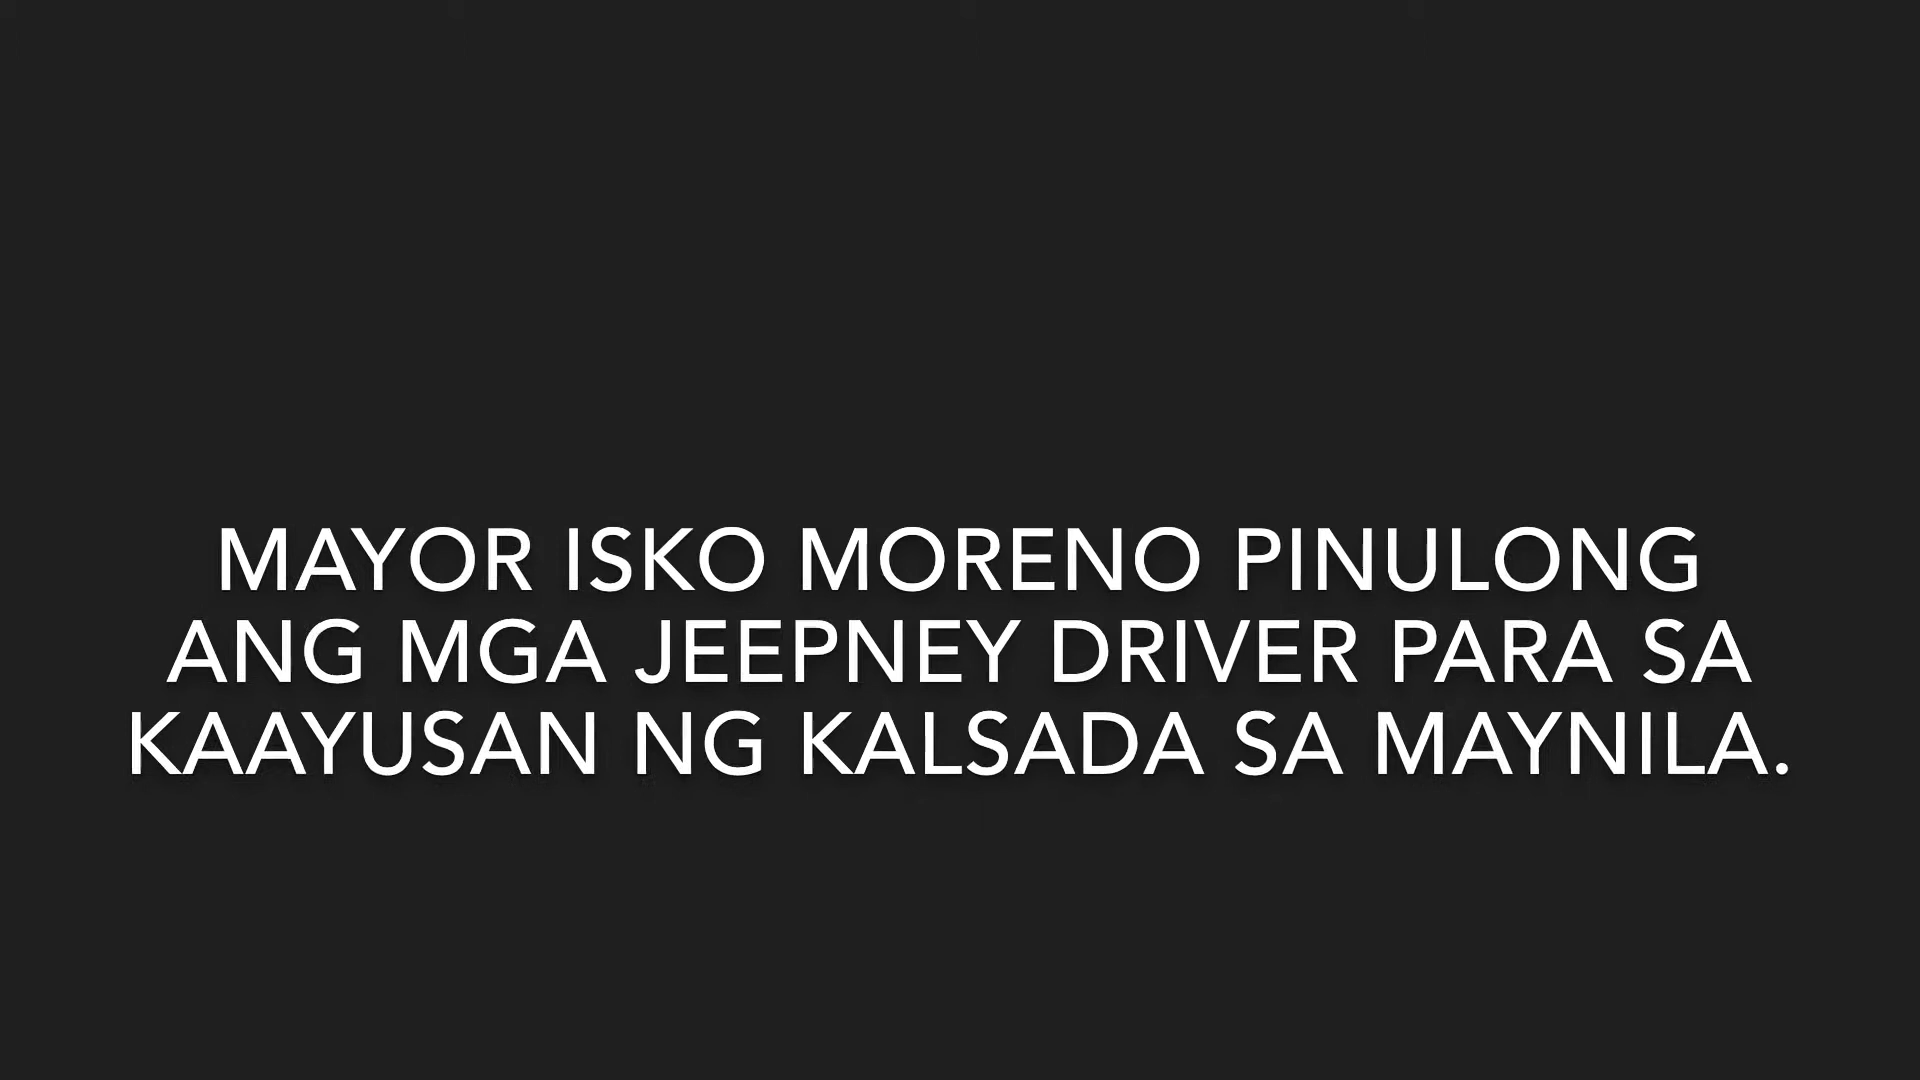 MAYOR ISKO MORENO PINULONG
ANG MGA JEEPNEY DRIVER PARA SA
KAAYUSAN NG KALSADA SA MAYNILA.